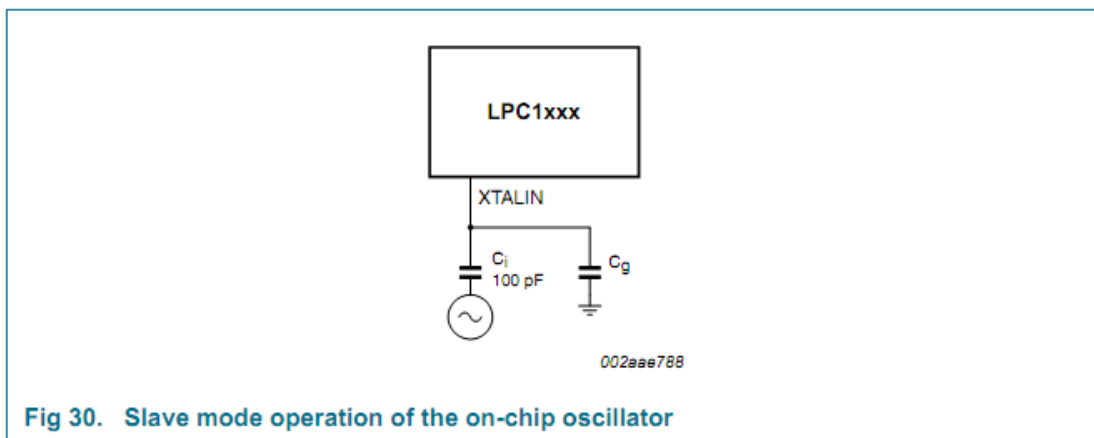 LPC1xxx
XTALIN
Ci
100 pF
Cg
002aae788
Fig 30. Slave mode operation of the on-chip oscillator